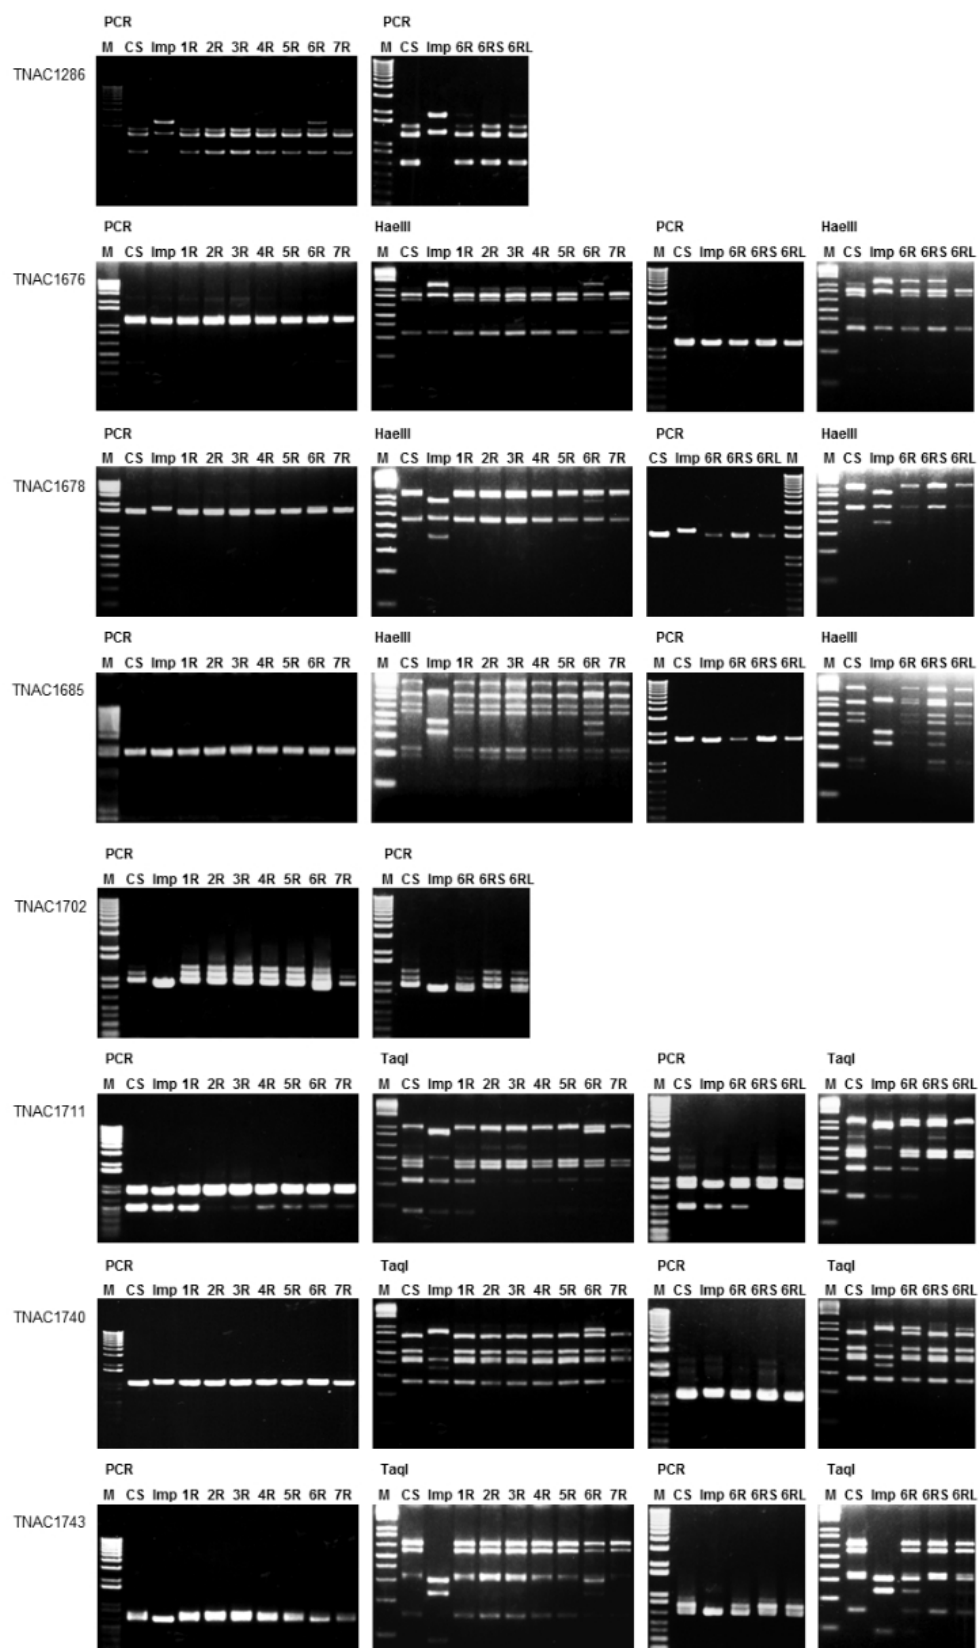 PCR PCR
M CS Imp 1R 2R 3R 4R 5R 6R 7R M CS Imp 6R 6RS 6RL
TNAC1286
PCR HaeIII PCR HaeIII
M CS Imp 1R 2R 3R 4R 5R 6R 7R M CS Imp 1R 2R 3R 4R 5R 6R 7R M CS Imp 6R 6RS 6RL M CS Imp 6R 6RS 6RL
TNAC1676
PCR HaeIII PCR HaeIII
M CS Imp 1R 2R 3R 4R 5R 6R 7R M CS Imp 1R 2R 3R 4R 5R 6R 7R CS Imp 6R 6RS 6RL M M CS Imp 6R 6RS 6RL
TNAC1678
PCR HaeIII PCR HaeIII
M CS Imp 1R 2R 3R 4R 5R 6R 7R M CS Imp 1R 2R 3R 4R 5R 6R 7R M CS Imp 6R 6RS 6RL M CS Imp 6R 6RS 6RL
TNAC1685
PCR PCR
M CS Imp 1R 2R 3R 4R 5R 6R 7R M CS Imp 6R 6RS 6RL
TNAC1702
PCR TaqI PCR TaqI
M CS Imp 1R 2R 3R 4R 5R 6R 7R M CS Imp 1R 2R 3R 4R 5R 6R 7R M CS Imp 6R 6RS 6RL M CS Imp 6R 6RS 6RL
TNAC1711
PCR TaqI PCR TaqI
M CS Imp 1R 2R 3R 4R 5R 6R 7R M CS Imp 1R 2R 3R 4R 5R 6R 7R M CS Imp 6R 6RS 6RL M CS Imp 6R 6RS 6RL
TNAC1740
PCR TaqI PCR TaqI
M CS Imp 1R 2R 3R 4R 5R 6R 7R M CS Imp 1R 2R 3R 4R 5R 6R 7R M CS Imp 6R 6RS 6RL M CS Imp 6R 6RS 6RL
TNAC1743